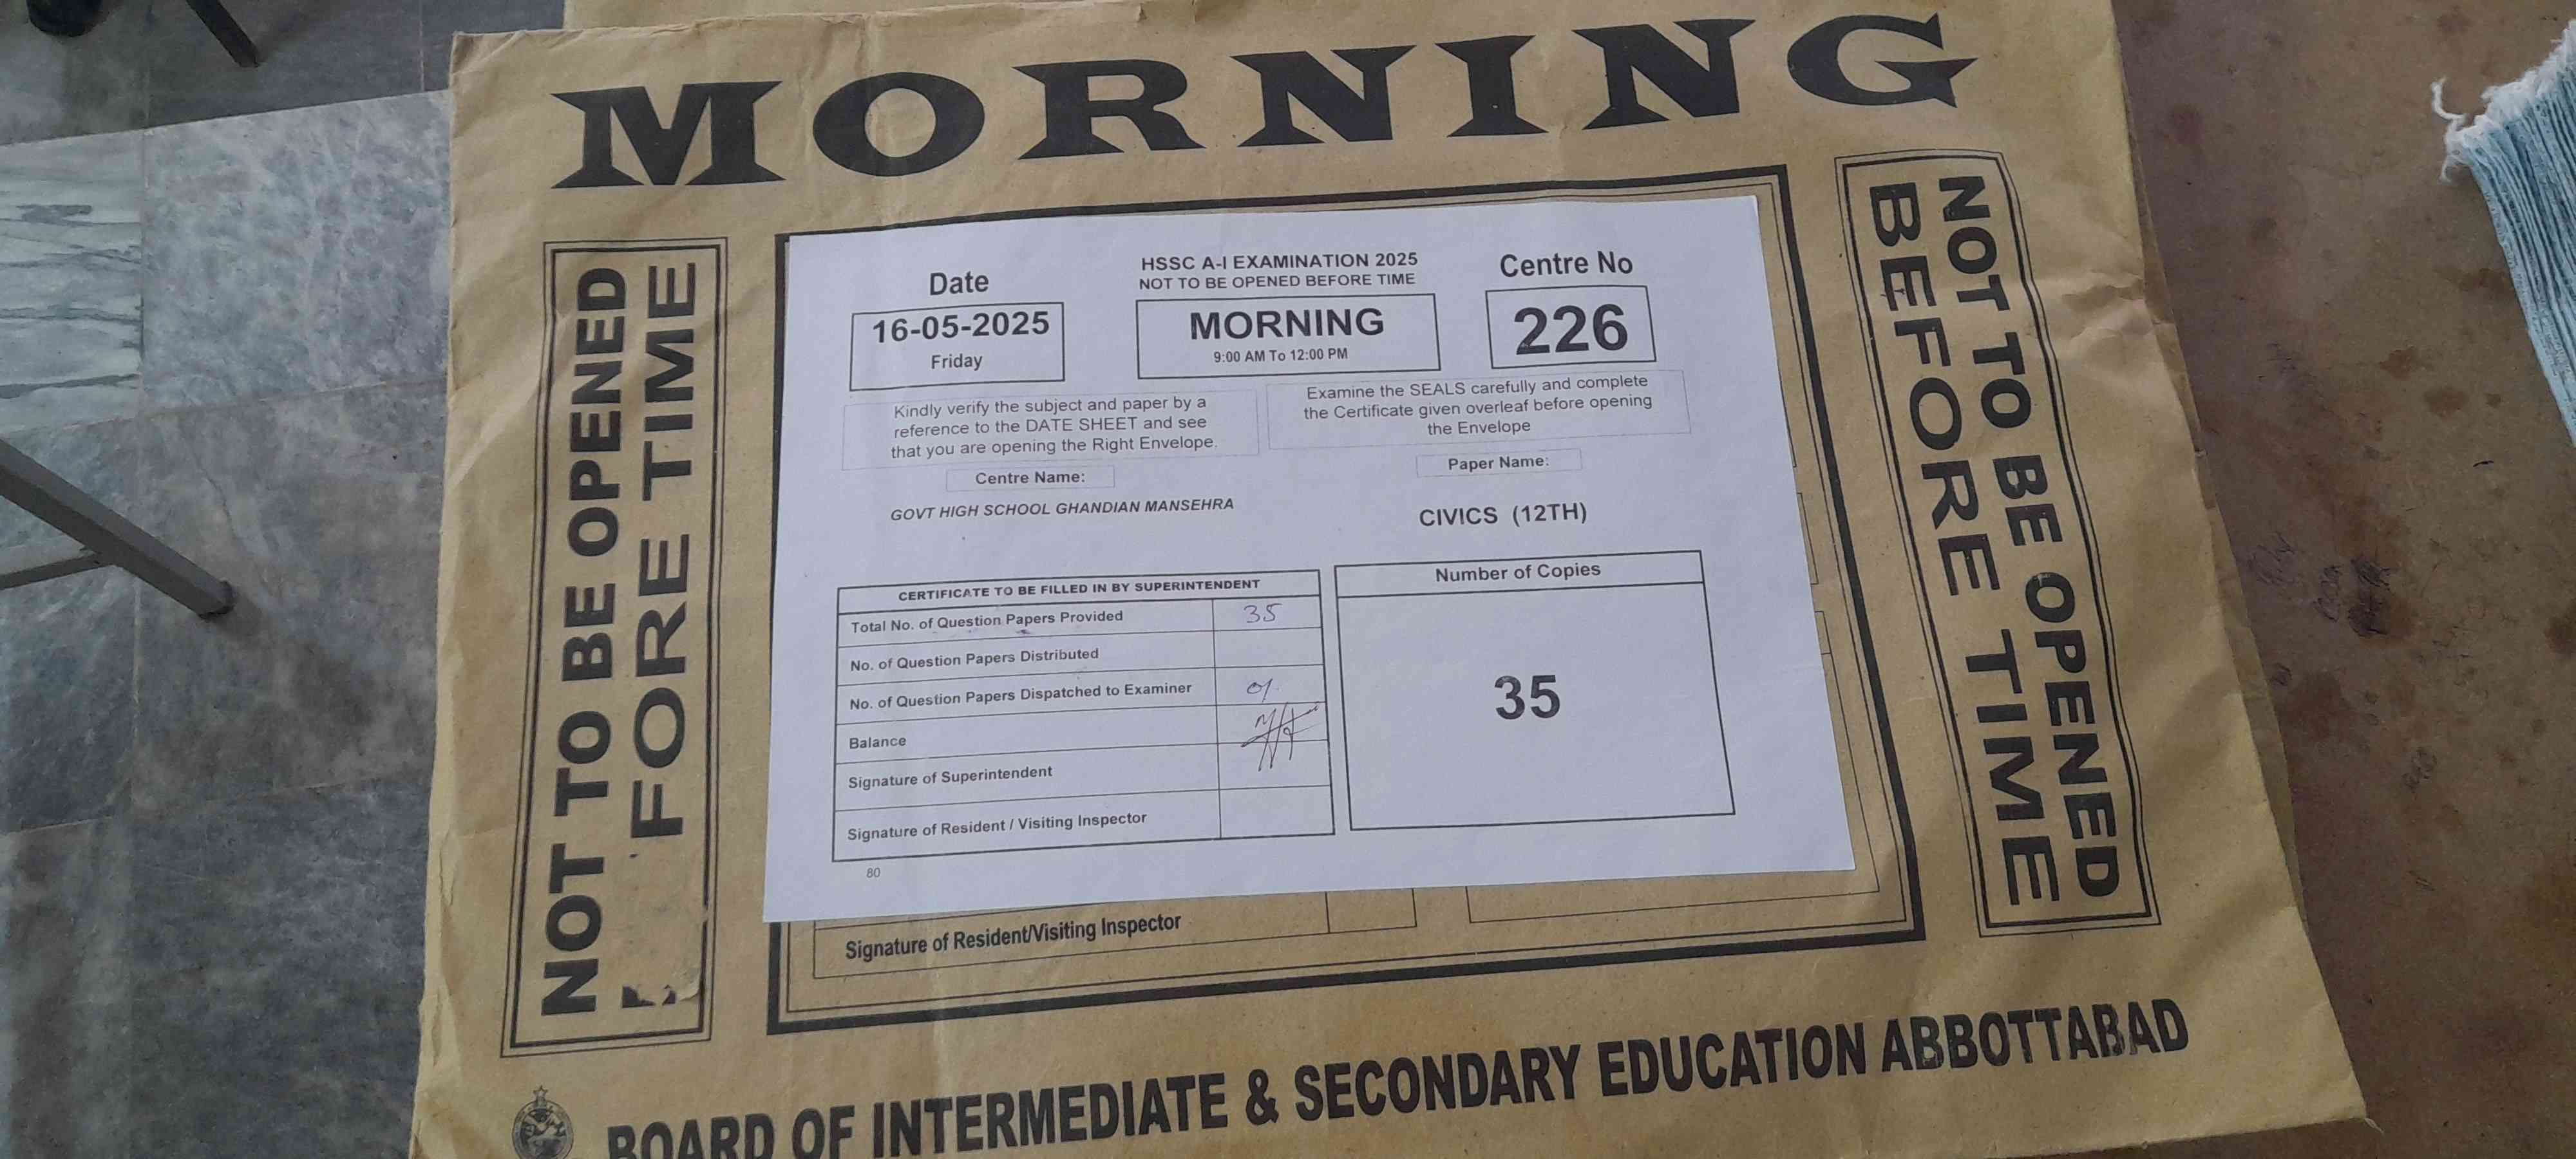 MORNING
NOT TO BE OPENED
FORE TIME
Date
16-05-2025
Friday
HSSC A-I EXAMINATION 2025
NOT TO BE OPENED BEFORE TIME
MORNING
9:00 AM To 12:00 PM
Centre No
226
Kindly verify the subject and paper by a
reference to the DATE SHEET and see
that you are opening the Right Envelope.
Examine the SEALS carefully and complete
the Certificate given overleaf before opening
the Envelope
Centre Name:
GOVT HIGH SCHOOL GHANDIAN MANSEHRA
Paper Name:
CIVICS (12TH)
CERTIFICATE TO BE FILLED IN BY SUPERINTENDENT
Total No. of Question Papers Provided 35
No. of Question Papers Distributed
No. of Question Papers Dispatched to Examiner
Balance
Signature of Superintendent
Signature of Resident / Visiting Inspector
Number of Copies
35
80
Signature of Resident/Visiting Inspector
NOT TO BE OPENED
BEFORE TIME
BOARD OF INTERMEDIATE & SECONDARY EDUCATION ABBOTTABAD